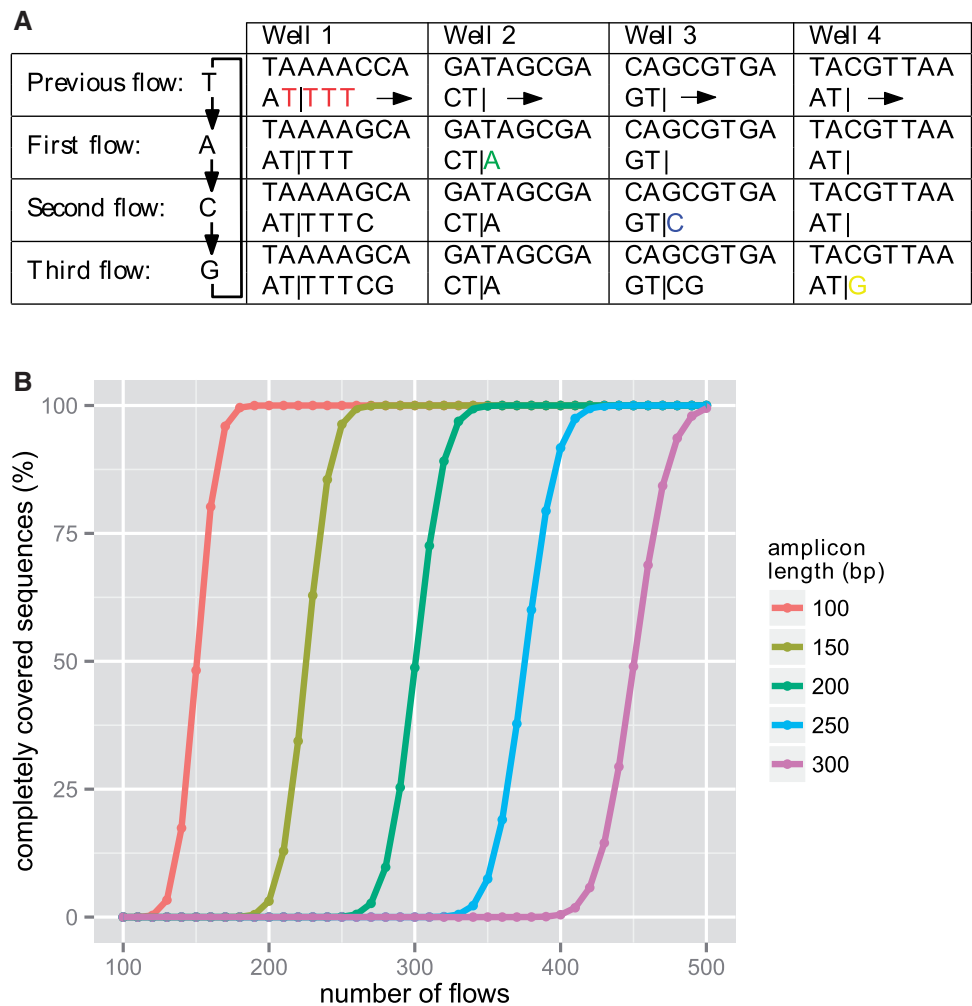 A
Well 1 Well 2 Well 3 Well 4
Previous flow: T TAAAACCA GATAGCGA CAGCGTGA TACGTTAA
AT|TTT CT| GT| AT|
First flow: A TAAAAGCA GATAGCGA CAGCGTGA TACGTTAA
AT|TTT CT|A GT| AT|
Second flow: C TAAAAGCA GATAGCGA CAGCGTGA TACGTTAA
AT|TTTC CT|A GT|C AT|
Third flow: G TAAAAGCA GATAGCGA CAGCGTGA TACGTTAA
AT|TTTCG CT|A GT|CG AT|G
B
100
75
50
25
0
completely covered sequences (%)
100 200 300 400 500
number of flows
amplicon
length (bp)
100
150
200
250
300